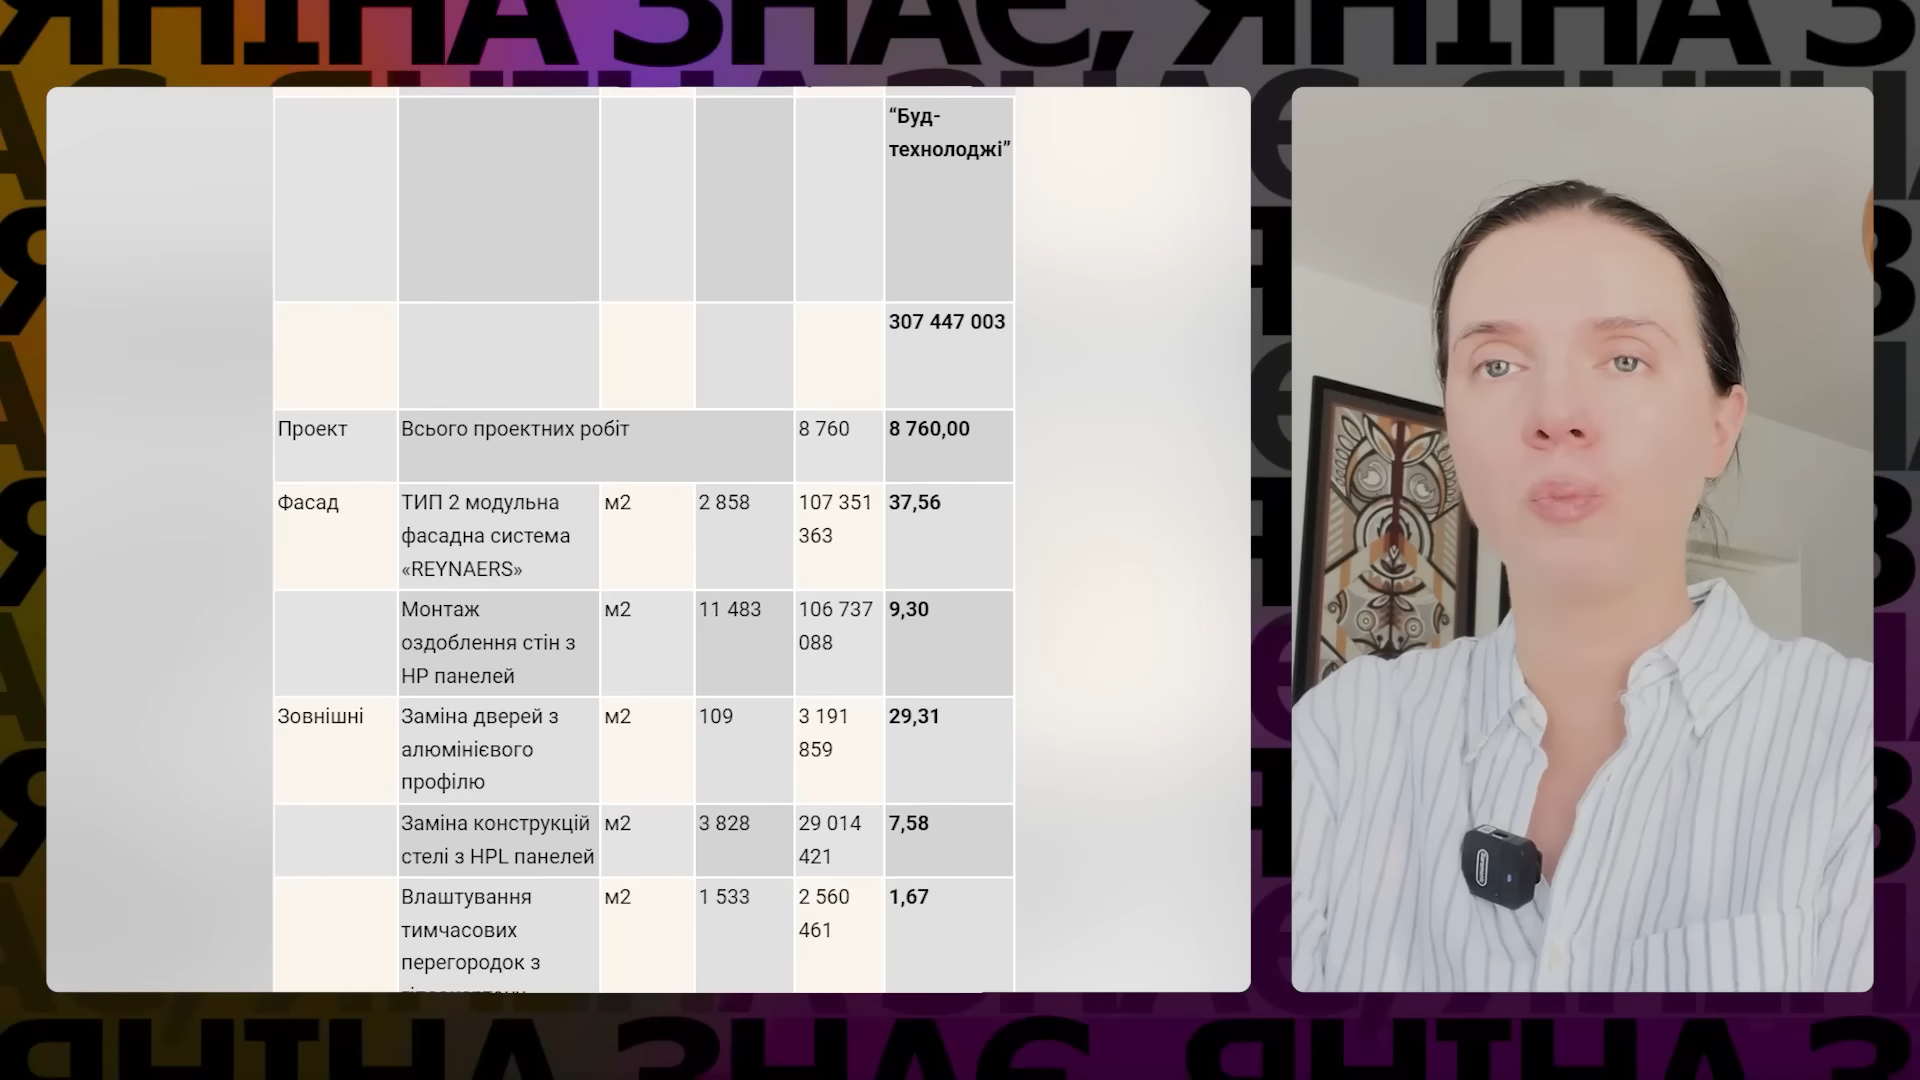 ЯНІНА ЗНАЄ, ЯНІНА З
“Буд-
технолоджі”
307 447 003
Проект Всього проектних робіт 8 760 8 760,00
Фасад ТИП 2 модульна м2 2 858 107 351 37,56
фасадна система 363
«REYNAERS»
Монтаж м2 11 483 106 737 9,30
оздоблення стін з 088
HP панелей
Зовнішні Заміна дверей з м2 109 3 191 29,31
алюмінієвого 859
профілю
Заміна конструкцій м2 3 828 29 014 7,58
стелі з HPL панелей 421
Влаштування м2 1 533 2 560 1,67
тимчасових 461
перегородок з
ЯНІНА ЗНАЄ, ЯНІНА З